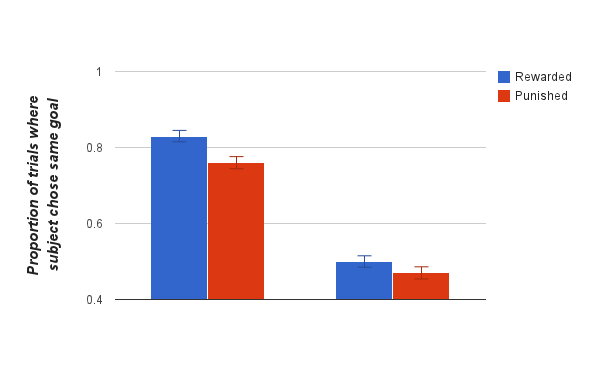 Proportion of trials where
subject chose same goal
1
0.8
0.6
0.4
Rewarded
Punished